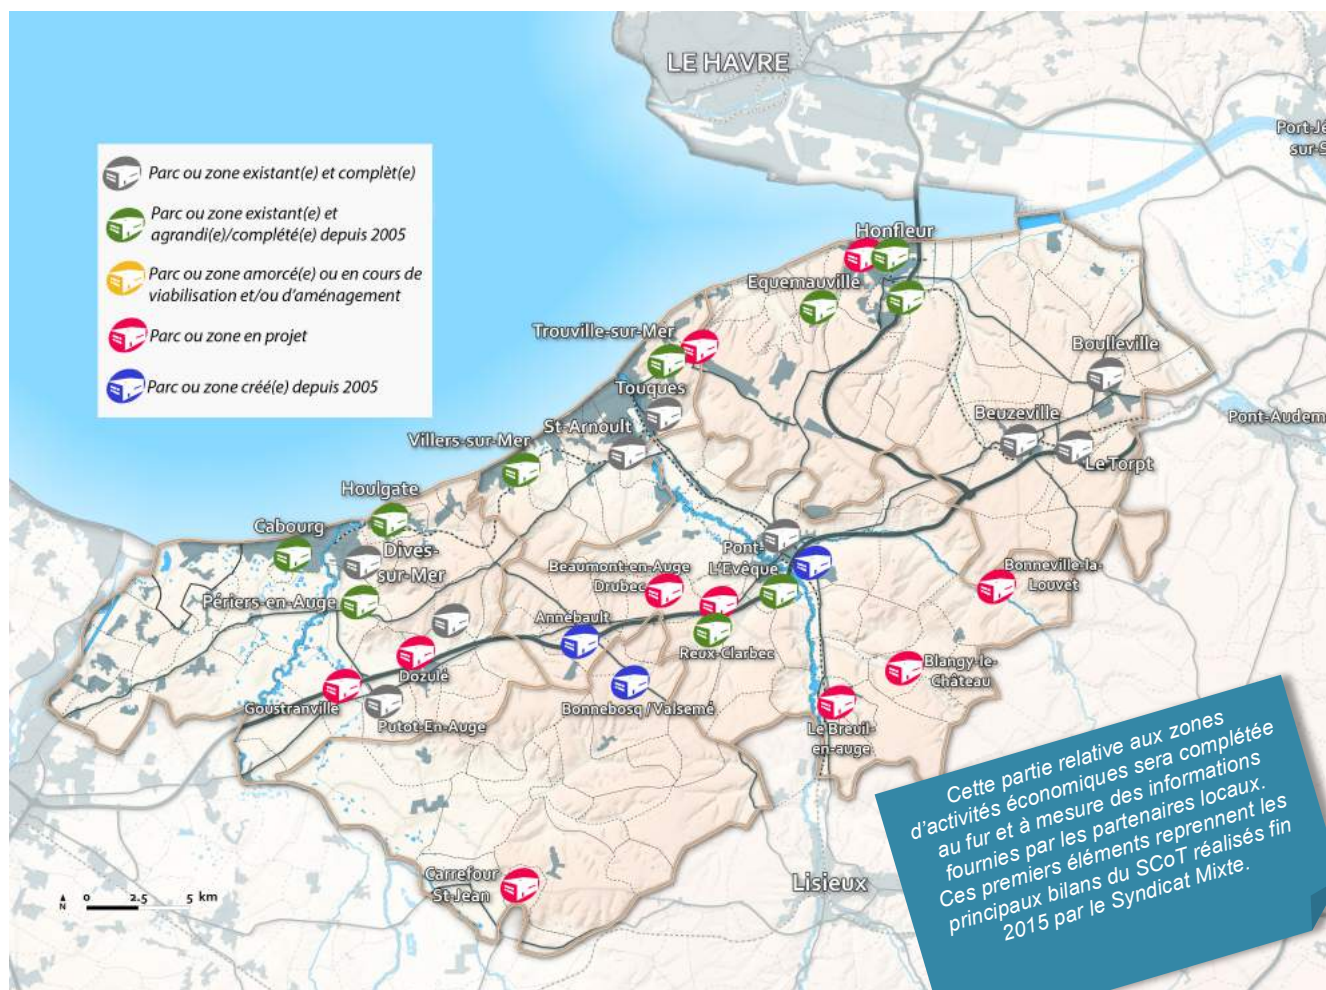 LE HAVRE
Port-Jé
sur-S
Parc ou zone existant(e) et complèt(e)
Parc ou zone existant(e) et
agrandi(e)/complété(e) depuis 2005
Parc ou zone amorcé(e) ou en cours de
viabilisation et/ou d'aménagement
Parc ou zone en projet
Parc ou zone créé(e) depuis 2005
Honfleur
Equemauville
Trouville-sur-Mer
Boulleville
Touques
Beuzeville
St-Arnoult
Pont-Audem
Villers-sur-Mer
Le Torpt
Houlgate
Cabourg
Dives-
sur-Mer
Pont-
L'Evêque
Beaumont-en-Auge
Drubec
Bonneville-la-
Louvet
Périers-en-Auge
Annebault
Reux-Clarbec
Blangy-le-
Château
Dozulé
Goustranville
Putot-En-Auge
Bonnebosq / Valsemé
Le Breuil-
en-auge
Carrefour
St Jean
Lisieux
N
0 2.5 5 km
Cette partie relative aux zones
d'activités économiques sera complétée
au fur et à mesure des informations
fournies par les partenaires locaux.
Ces premiers éléments reprennent les
principaux bilans du SCoT réalisés fin
2015 par le Syndicat Mixte.